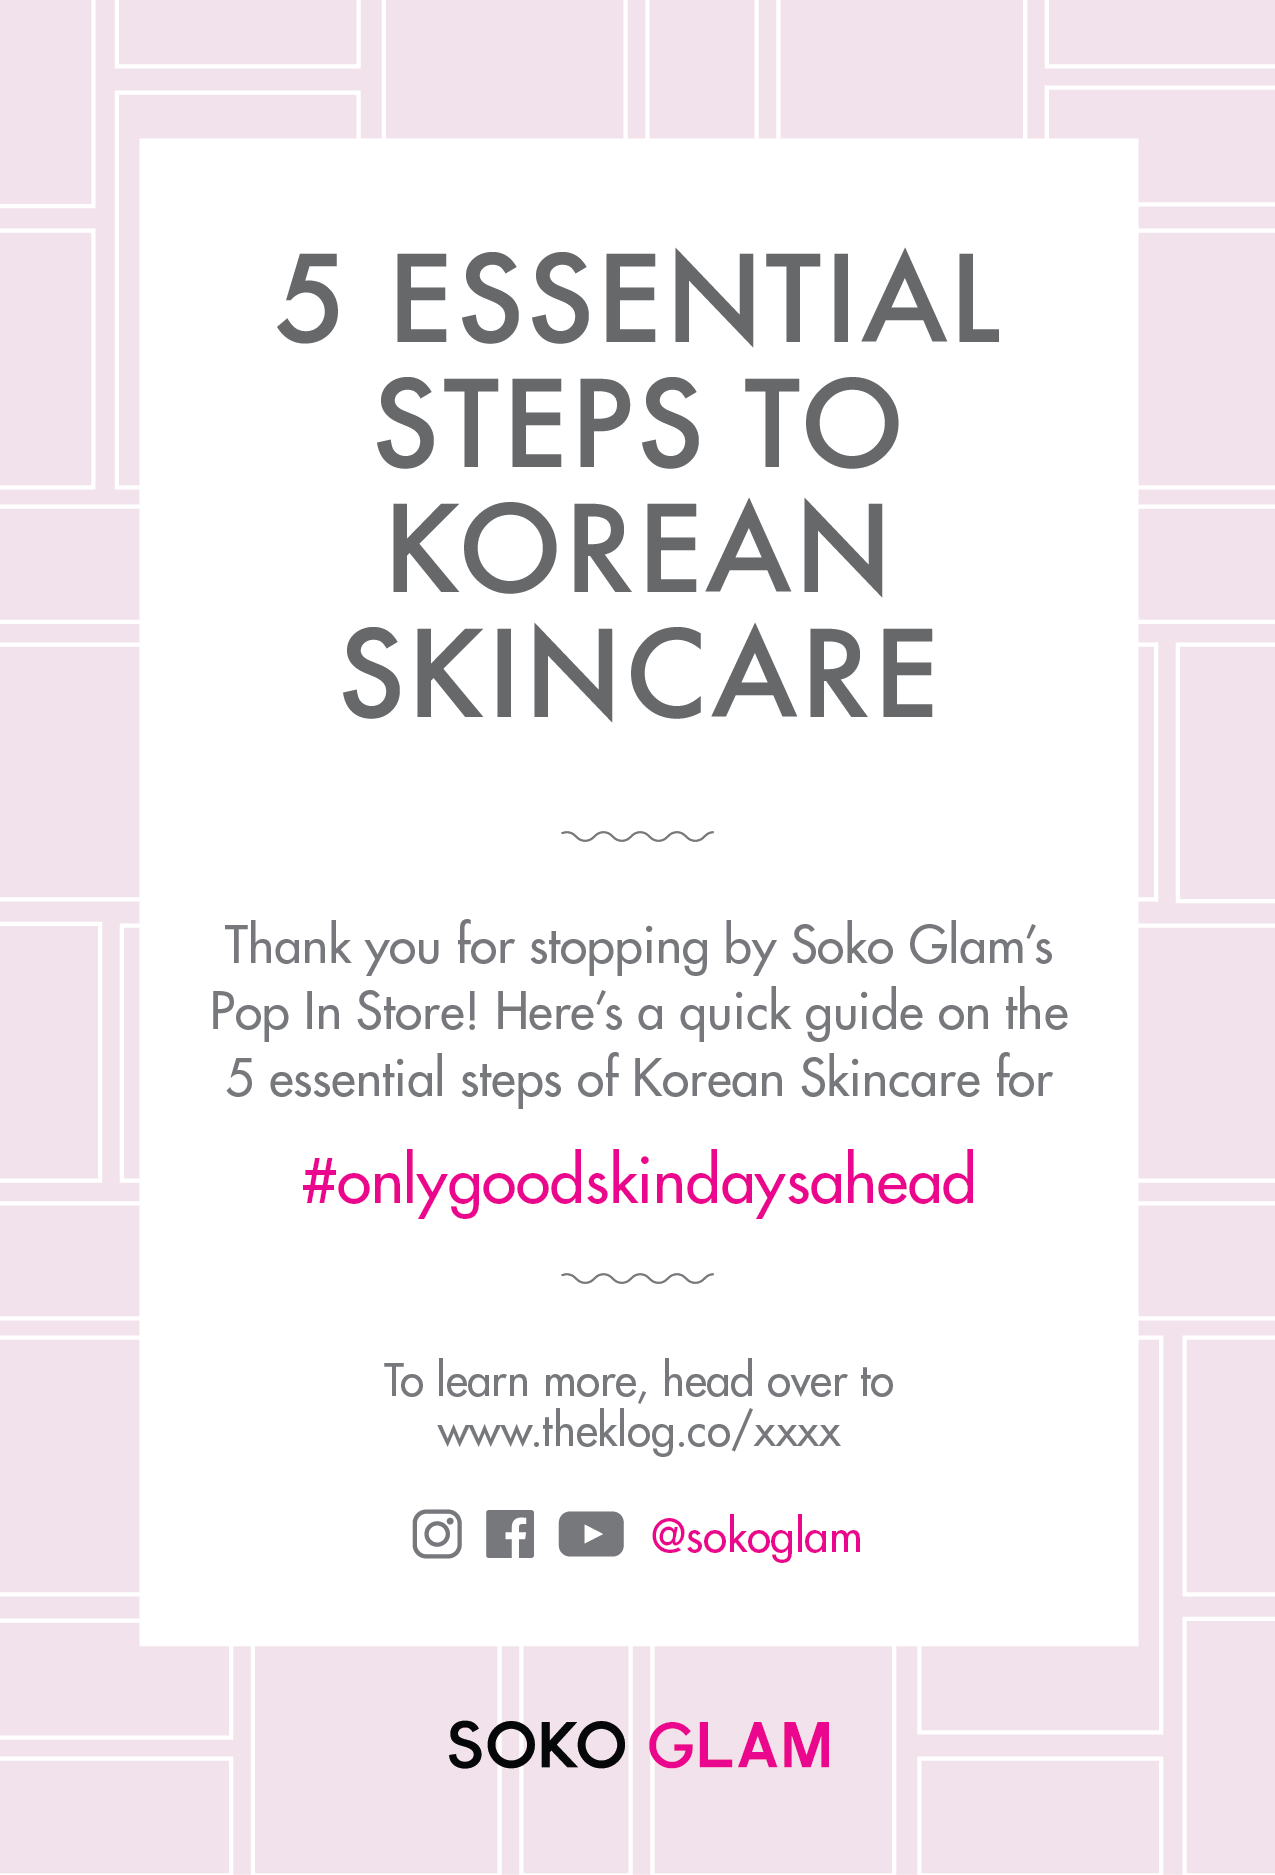 5 ESSENTIAL
STEPS TO
KOREAN
SKINCARE
Thank you for stopping by Soko Glam’s
Pop In Store! Here’s a quick guide on the
5 essential steps of Korean Skincare for
#onlygoodskindaysahead
To learn more, head over to
www.theklog.co/xxxx
@sokoglam
SOKO GLAM